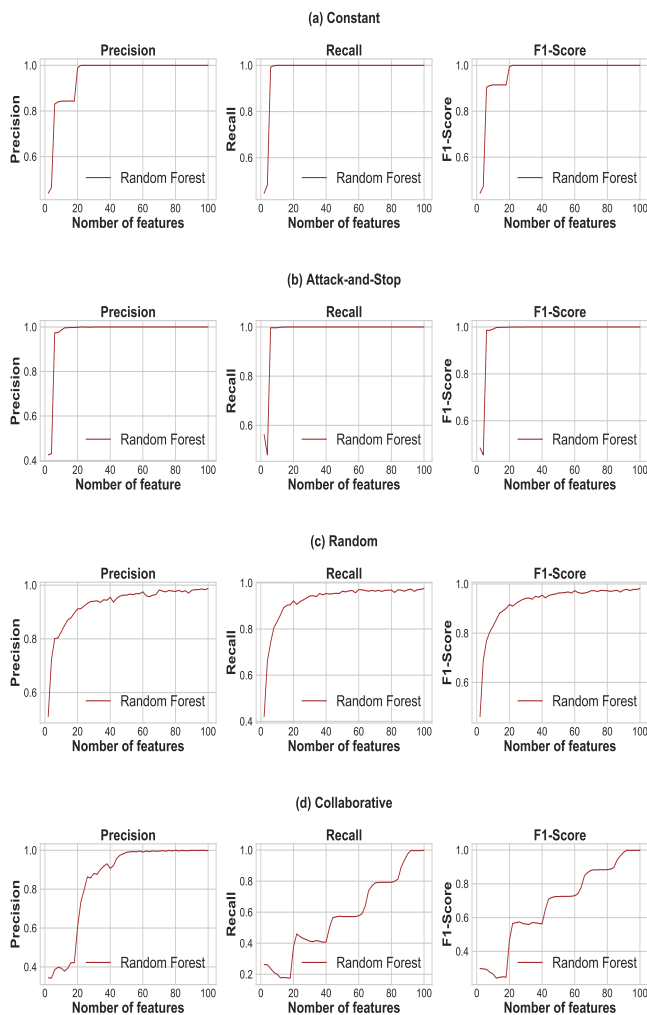 (a) Constant
Precision Recall F1-Score
1.0 1.0 1.0
0.8 0.8 0.8
0.6 0.6 0.6
Precision Recall F1-Score
Random Forest Random Forest Random Forest
0 20 40 60 80 100 0 20 40 60 80 100 0 20 40 60 80 100
Nomber of features Nomber of features Nomber of features
(b) Attack-and-Stop
Precision Recall F1-Score
1.0 1.0 1.0
0.8 0.8 0.8
0.6 0.6 0.6
0.4
Precision Recall F1-Score
Random Forest Random Forest Random Forest
0 20 40 60 80 100 0 20 40 60 80 100 0 20 40 60 80 100
Nomber of feature Nomber of features Nomber of features
(c) Random
Precision Recall F1-Score
1.0 1.0 1.0
0.8 0.8 0.8
0.6 0.6 0.6
0.4
Precision Recall F1-Score
Random Forest Random Forest Random Forest
0 20 40 60 80 100 0 20 40 60 80 100 0 20 40 60 80 100
Nomber of features Nomber of features Nomber of features
(d) Collaborative
Precision Recall F1-Score
1.0 1.0 1.0
0.8 0.8 0.8
0.6 0.6 0.6
0.4 0.4 0.4
0.2
Precision Recall F1-Score
Random Forest Random Forest Random Forest
0 20 40 60 80 100 0 20 40 60 80 100 0 20 40 60 80 100
Nomber of features Nomber of features Nomber of features